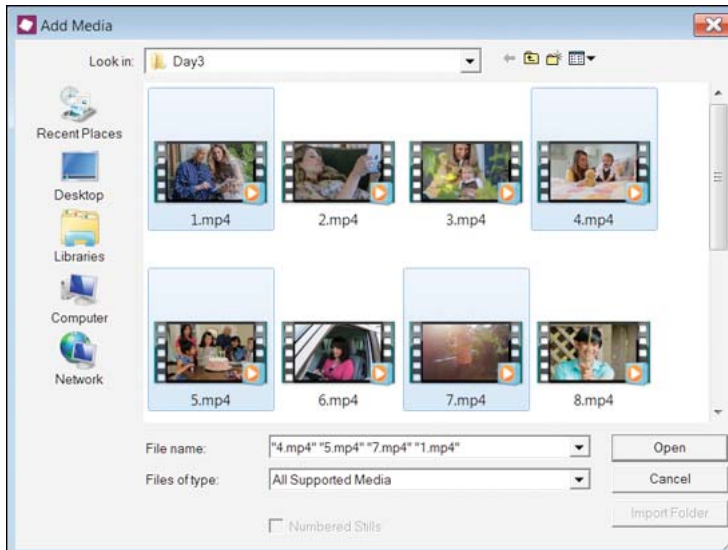 Add Media
Look in: Day3
Recent Places
Desktop
Libraries
Computer
Network
1.mp4 2.mp4 3.mp4 4.mp4
5.mp4 6.mp4 7.mp4 8.mp4
File name: "4.mp4" "5.mp4" "7.mp4" "1.mp4" Open
Files of type: All Supported Media Cancel
Import Folder
Numbered Stills